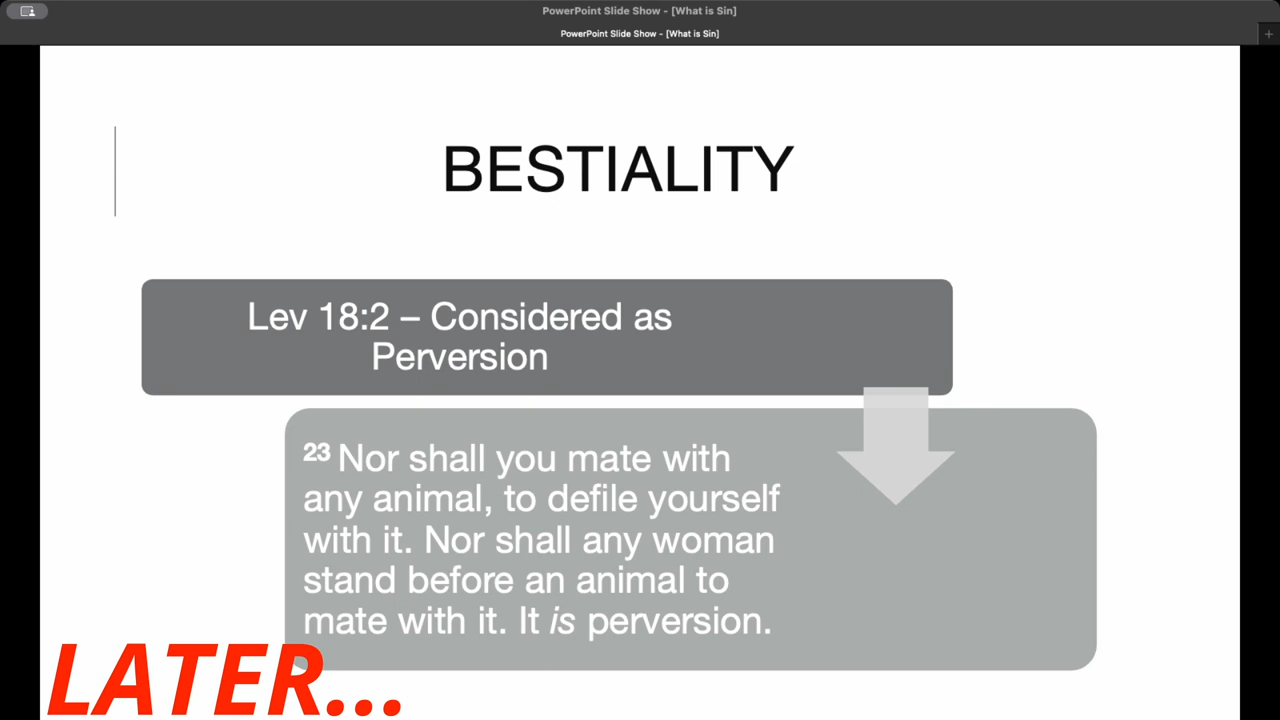 PowerPoint Slide Show - [What is Sin]
PowerPoint Slide Show - [What is Sin]
BESTIALITY
Lev 18:2 – Considered as
Perversion
23 Nor shall you mate with
any animal, to defile yourself
with it. Nor shall any woman
stand before an animal to
mate with it. It is perversion.
LATER...